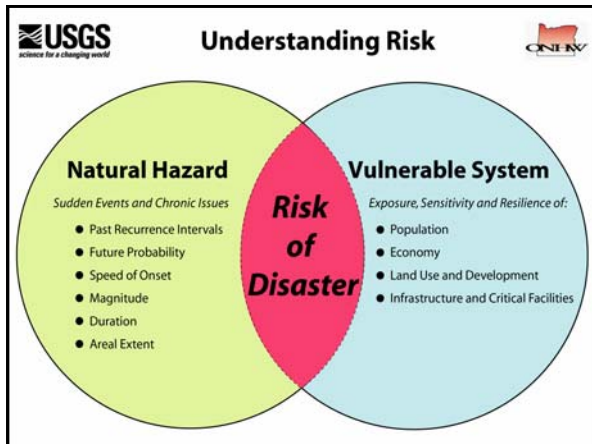 USGS
science for a changing world
Understanding Risk
ONHW
Natural Hazard
Sudden Events and Chronic Issues
● Past Recurrence Intervals
● Future Probability
● Speed of Onset
● Magnitude
● Duration
● Areal Extent
Risk
of
Disaster
Vulnerable System
Exposure, Sensitivity and Resilience of:
● Population
● Economy
● Land Use and Development
● Infrastructure and Critical Facilities